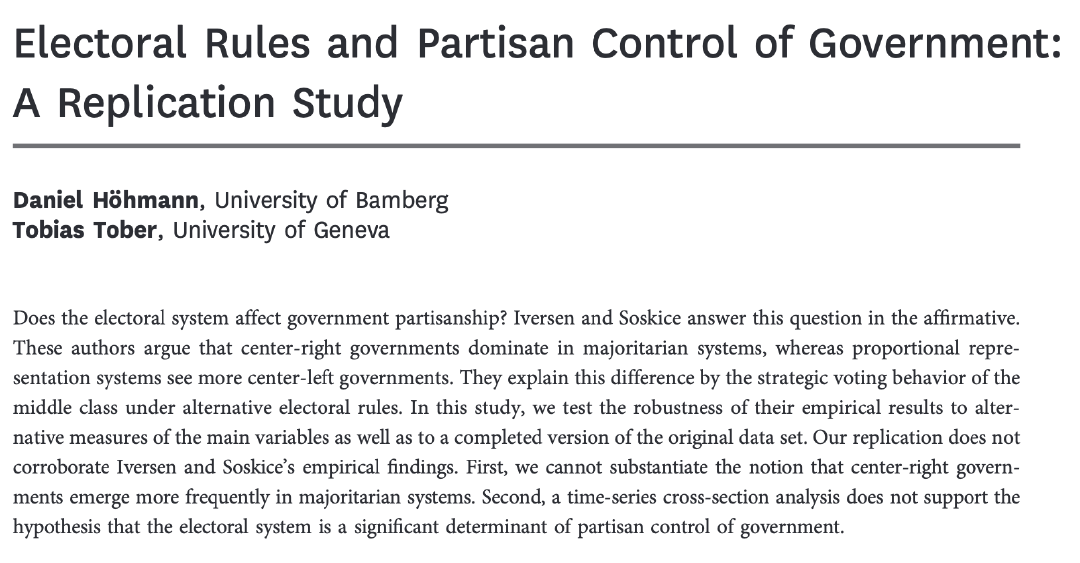 Electoral Rules and Partisan Control of Government:
A Replication Study
Daniel Höhmann, University of Bamberg
Tobias Tober, University of Geneva
Does the electoral system affect government partisanship? Iversen and Soskice answer this question in the affirmative.
These authors argue that center-right governments dominate in majoritarian systems, whereas proportional repre-
sentation systems see more center-left governments. They explain this difference by the strategic voting behavior of the
middle class under alternative electoral rules. In this study, we test the robustness of their empirical results to alter-
native measures of the main variables as well as to a completed version of the original data set. Our replication does not
corroborate Iversen and Soskice's empirical findings. First, we cannot substantiate the notion that center-right govern-
ments emerge more frequently in majoritarian systems. Second, a time-series cross-section analysis does not support the
hypothesis that the electoral system is a significant determinant of partisan control of government.